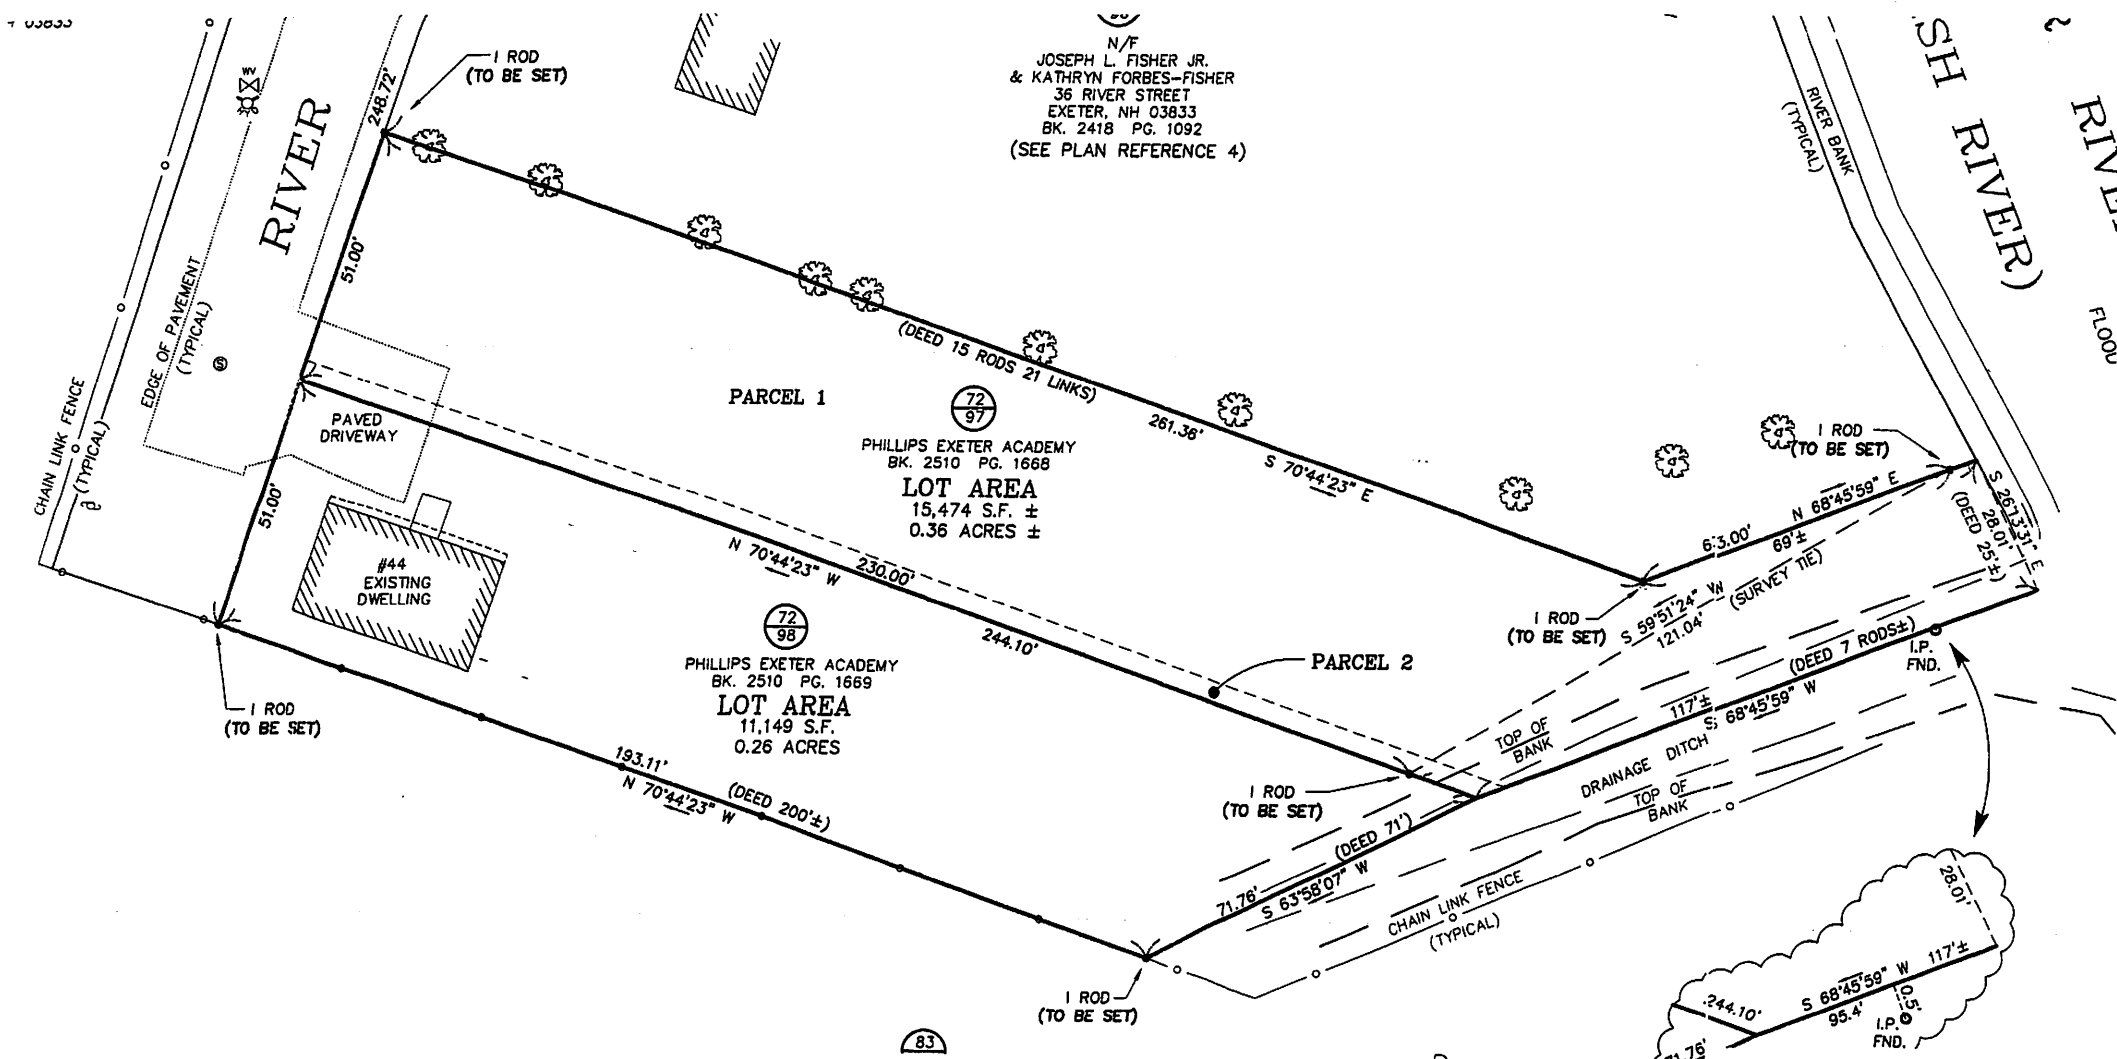 03833
WV
RIVER
248.72'
I ROD
(TO BE SET)
N/F
JOSEPH L. FISHER JR.
& KATHRYN FORBES-FISHER
36 RIVER STREET
EXETER, NH 03833
BK. 2418 PG. 1092
(SEE PLAN REFERENCE 4)
RIVER BANK
(TYPICAL)
SH RIVER)
FLOOD
51.00'
EDGE OF PAVEMENT
(TYPICAL)
S
CHAIN LINK FENCE
(TYPICAL)
PAVED
DRIVEWAY
(DEED 15 RODS 21 LINKS)
261.36'
S 70°44'23" E
PARCEL 1
72
97
PHILLIPS EXETER ACADEMY
BK. 2510 PG. 1668
LOT AREA
15,474 S.F. ±
0.36 ACRES ±
I ROD
(TO BE SET)
N 68°45'59" E
63.00'
69'±
(SURVEY TIE)
S 59°51'24" W
121.04'
S 26°13'31" E
28.01'
(DEED 25'±)
51.00'
#44
EXISTING
DWELLING
N 70°44'23" W
230.00'
244.10'
72
98
PHILLIPS EXETER ACADEMY
BK. 2510 PG. 1669
LOT AREA
11,149 S.F.
0.26 ACRES
I ROD
(TO BE SET)
PARCEL 2
(DEED 7 RODS±)
I.P.
FND.
117'±
S 68°45'59" W
TOP OF
BANK
DRAINAGE DITCH
TOP OF
BANK
I ROD
(TO BE SET)
I ROD
(TO BE SET)
193.11'
N 70°44'23" W
(DEED 200'±)
(DEED 71')
71.76'
S 63°58'07" W
CHAIN LINK FENCE
(TYPICAL)
I ROD
(TO BE SET)
28.01'
117'±
S 68°45'59" W
95.4'
0.5'
I.P.
FND.
244.10'
71.76'
83